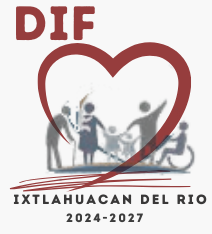 DIF
IXTLAHUACAN DEL RIO
2024-2027